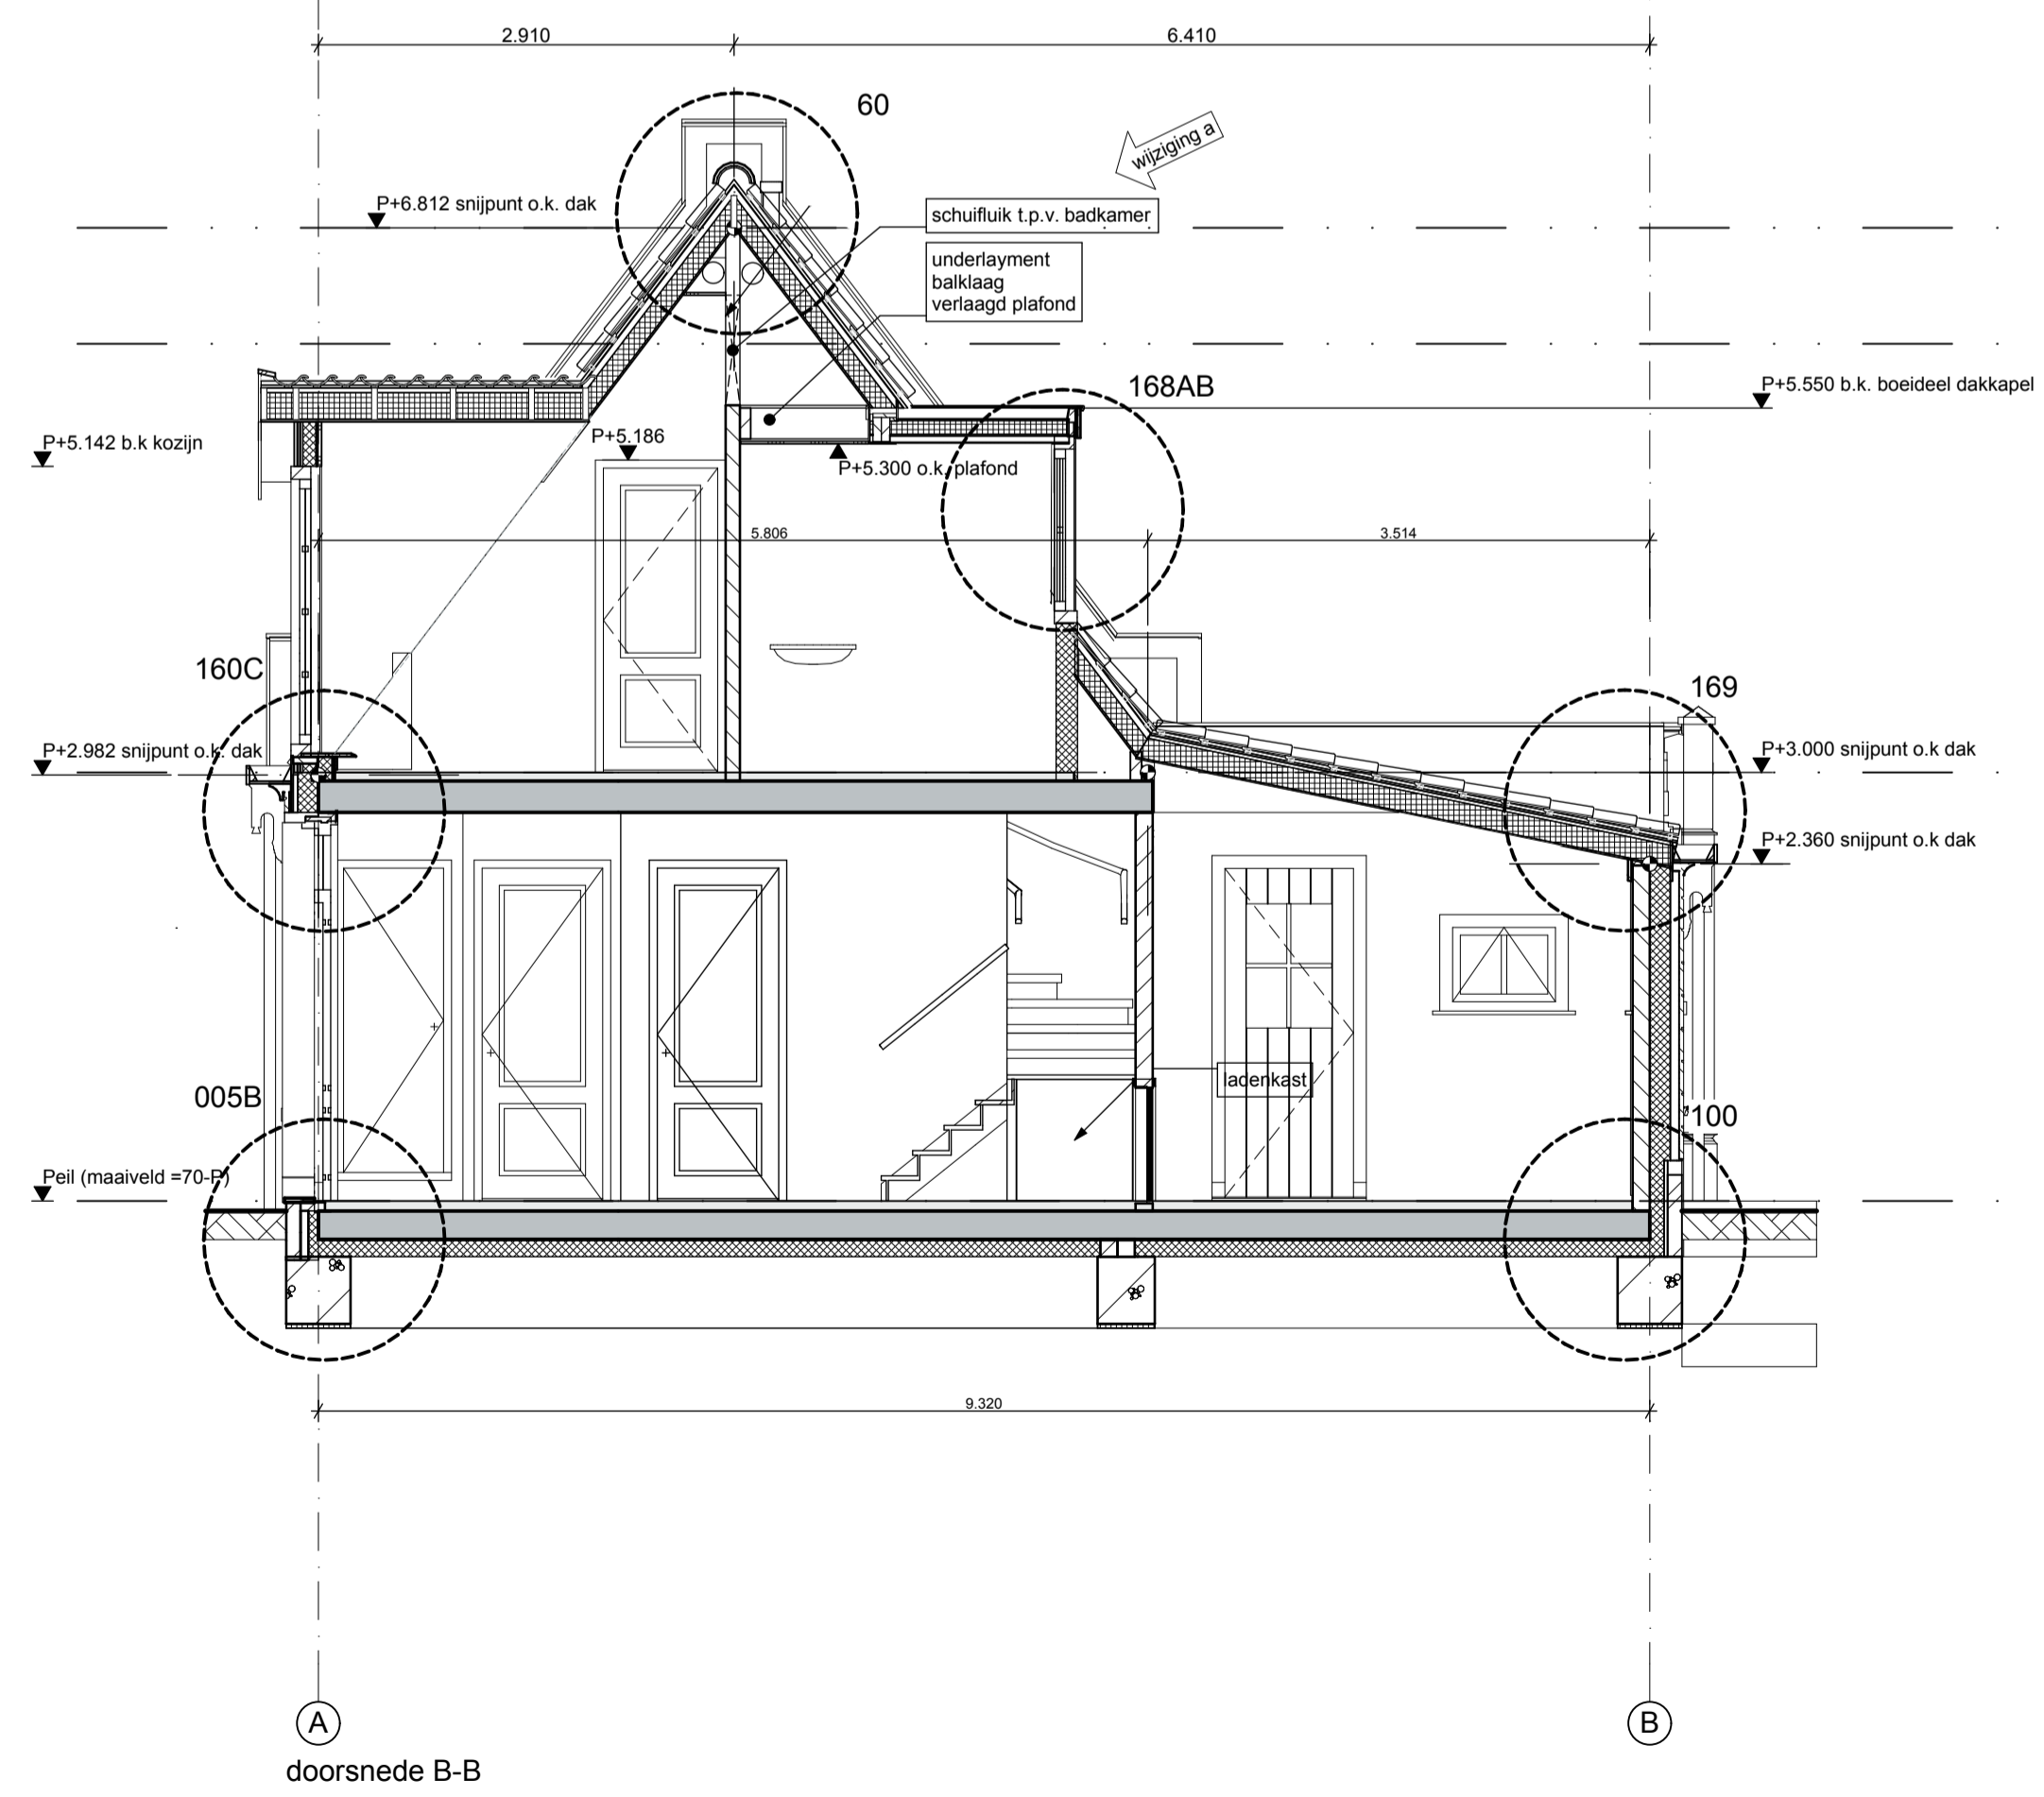 2.910
6.410
60
wijziging a
P+6.812 snijpunt o.k. dak
schuifluik t.p.v. badkamer
underlayment
balklaag
verlaagd plafond
168AB
P+5.550 b.k. boeideel dakkapel
P+5.142 b.k kozijn
P+5.186
P+5.300 o.k. plafond
5.806
3.514
160C
169
P+2.982 snijpunt o.k. dak
P+3.000 snijpunt o.k dak
P+2.360 snijpunt o.k dak
ladenkast
005B
100
Peil (maaiveld =70-P)
9.320
A
B
doorsnede B-B